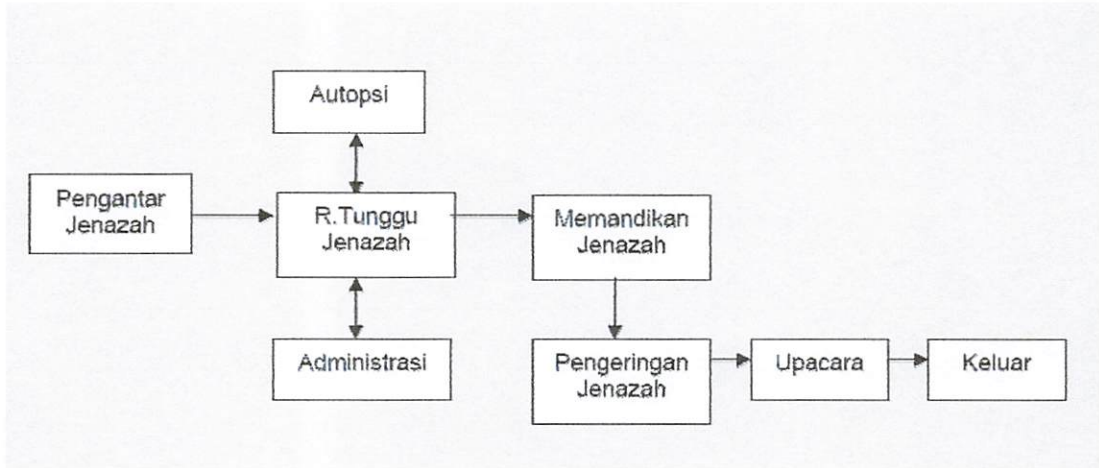 Autopsi
Pengantar
Jenazah
R.Tunggu
Jenazah
Memandikan
Jenazah
Administrasi
Pengeringan
Jenazah
Upacara
Keluar